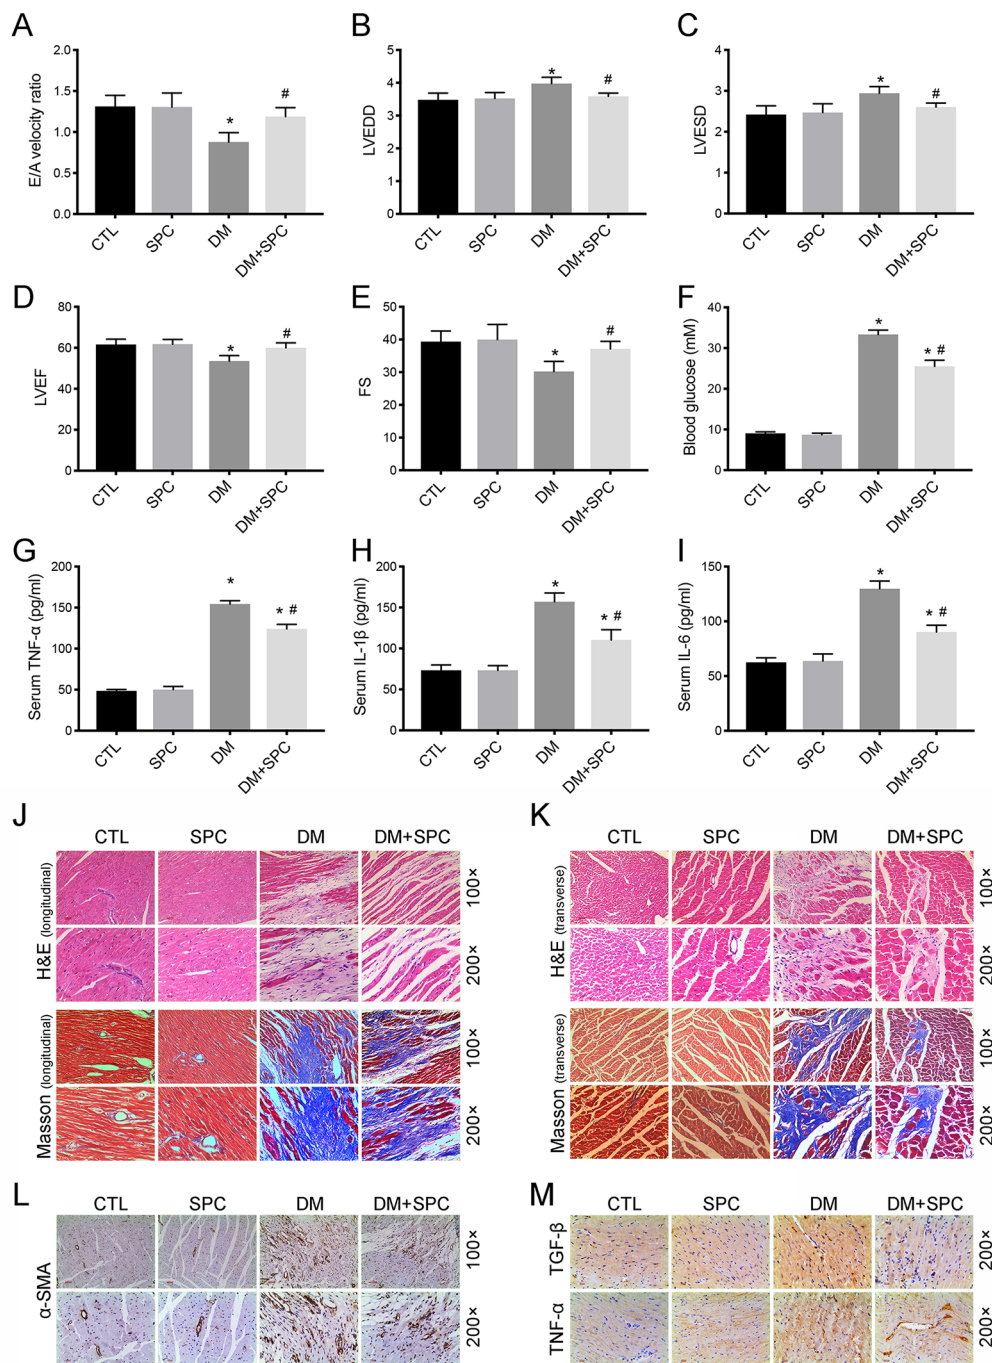 A
E/A velocity ratio
2.0
1.5
1.0
0.5
0.0
*
#
CTL
SPC
DM
DM+SPC
B
LVEDD
5
4
3
2
1
0
*
#
CTL
SPC
DM
DM+SPC
C
LVESD
4
3
2
1
0
*
#
CTL
SPC
DM
DM+SPC
D
LVEF
80
60
40
20
0
*
#
CTL
SPC
DM
DM+SPC
E
FS
50
40
30
20
10
0
*
#
CTL
SPC
DM
DM+SPC
F
Blood glucose (mM)
40
30
20
10
0
*
* #
CTL
SPC
DM
DM+SPC
G
Serum TNF-α (pg/ml)
200
150
100
50
0
*
* #
CTL
SPC
DM
DM+SPC
H
Serum IL-1β (pg/ml)
200
150
100
50
0
*
* #
CTL
SPC
DM
DM+SPC
I
Serum IL-6 (pg/ml)
150
100
50
0
*
* #
CTL
SPC
DM
DM+SPC
J
CTL SPC DM DM+SPC
H&E (longitudinal)
100×
200×
Masson (longitudinal)
100×
200×
K
CTL SPC DM DM+SPC
H&E (transverse)
100×
200×
Masson (transverse)
100×
200×
L
CTL SPC DM DM+SPC
α-SMA
100×
200×
M
CTL SPC DM DM+SPC
TGF-β
200×
TNF-α
200×